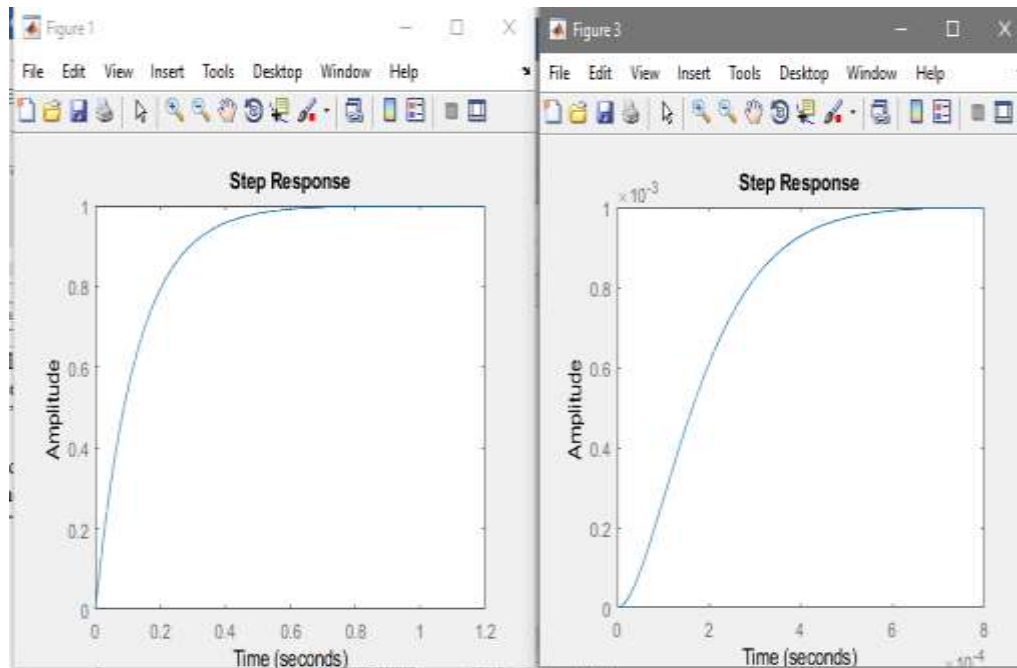 Figure 1
File Edit View Insert Tools Desktop Window Help
Step Response
1
0.8
0.6
0.4
0.2
0
Amplitude
0 0.2 0.4 0.6 0.8 1 1.2
Time (seconds)
Figure 3
File Edit View Insert Tools Desktop Window Help
Step Response
×10⁻³
1
0.8
0.6
0.4
0.2
0
Amplitude
0 2 4 6 8
Time (seconds)
×10⁻⁴